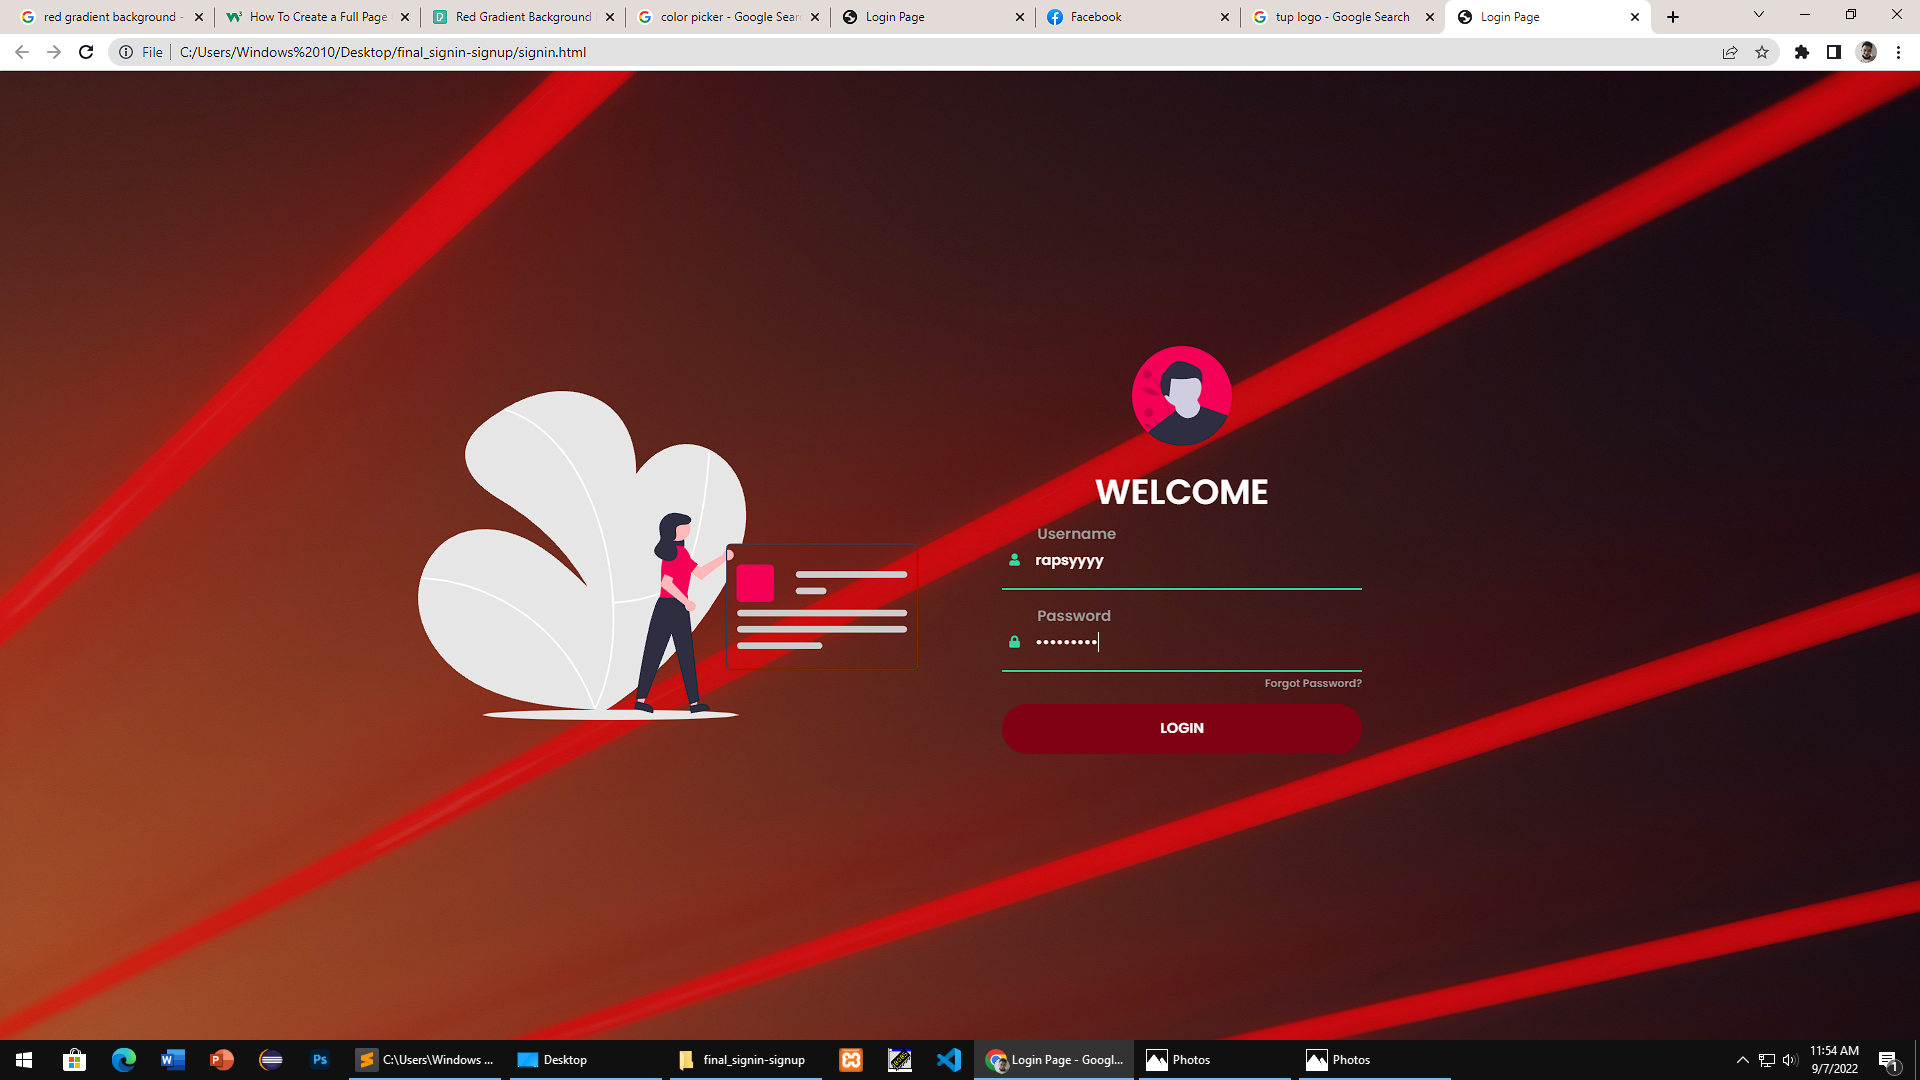 red gradient background -
How To Create a Full Page
Red Gradient Background
color picker - Google Sear
Login Page
Facebook
tup logo - Google Search
Login Page
File
C:/Users/Windows%2010/Desktop/final_signin-signup/signin.html
WELCOME
Username
rapsyyyy
Password
•••••••••
Forgot Password?
LOGIN
C:\Users\Windows ...
Desktop
final_signin-signup
Login Page - Googl...
Photos
Photos
11:54 AM
9/7/2022
1